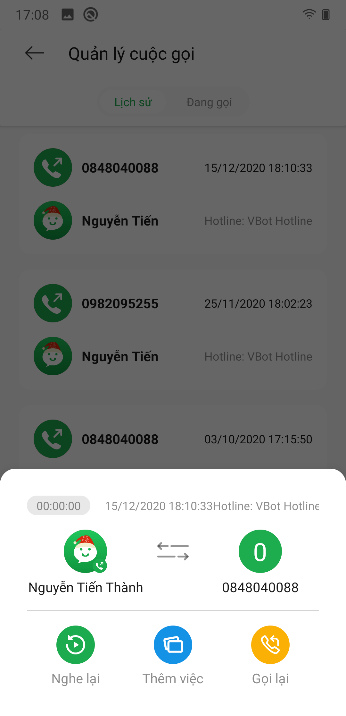 17:08
Quản lý cuộc gọi
Lịch sử Đang gọi
0848040088 15/12/2020 18:10:33
Nguyễn Tiến Hotline: VBot Hotline
0982095255 25/11/2020 18:02:23
Nguyễn Tiến Hotline: VBot Hotline
0848040088 03/10/2020 17:15:50
00:00:00 15/12/2020 18:10:33Hotline: VBot Hotline
0
Nguyễn Tiến Thành 0848040088
Nghe lại Thêm việc Gọi lại